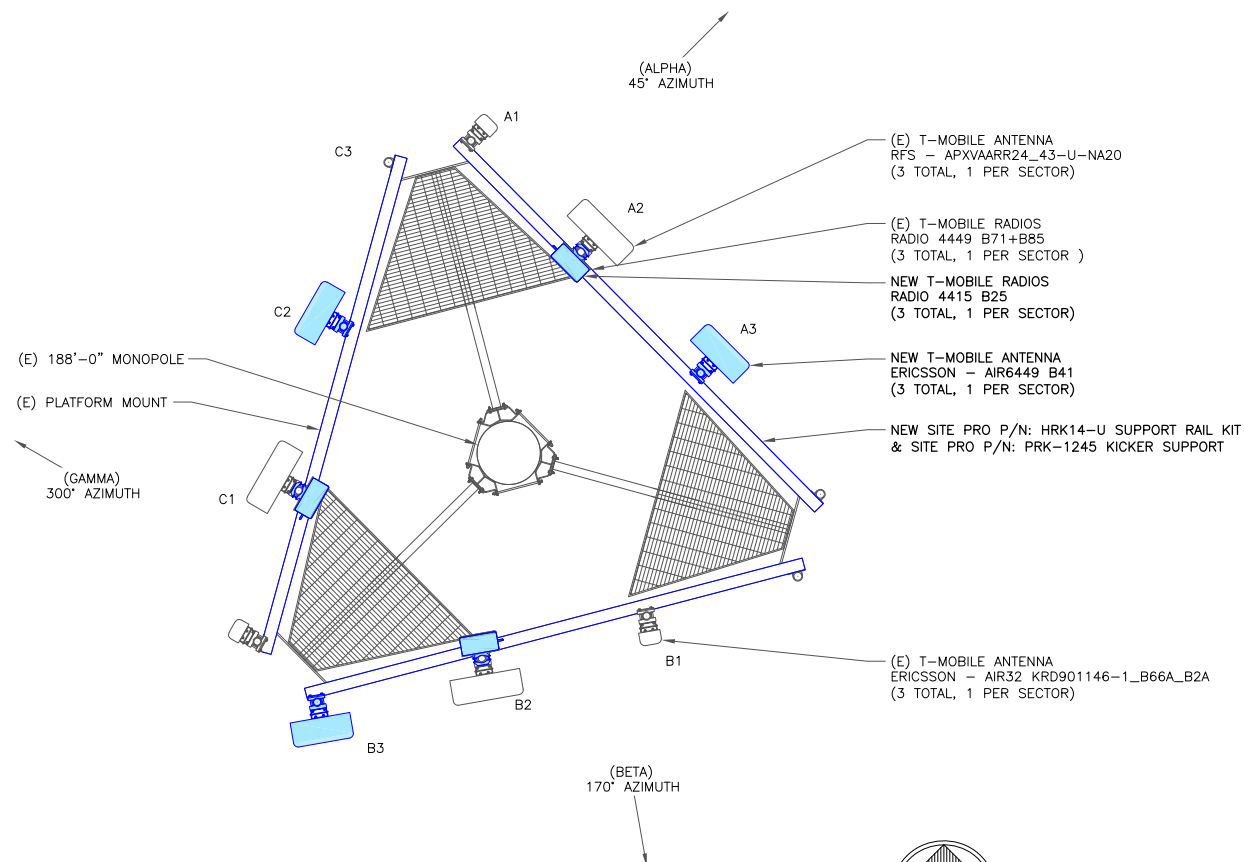 (ALPHA)
45° AZIMUTH
A1
C3
(E) T-MOBILE ANTENNA
RFS - APXVAARR24_43-U-NA20
(3 TOTAL, 1 PER SECTOR)
A2
(E) T-MOBILE RADIOS
RADIO 4449 B71+B85
(3 TOTAL, 1 PER SECTOR )
NEW T-MOBILE RADIOS
RADIO 4415 B25
(3 TOTAL, 1 PER SECTOR)
C2
A3
(E) 188'-0" MONOPOLE
NEW T-MOBILE ANTENNA
ERICSSON - AIR6449 B41
(3 TOTAL, 1 PER SECTOR)
(E) PLATFORM MOUNT
NEW SITE PRO P/N: HRK14-U SUPPORT RAIL KIT
& SITE PRO P/N: PRK-1245 KICKER SUPPORT
(GAMMA)
300° AZIMUTH
C1
B1
(E) T-MOBILE ANTENNA
ERICSSON - AIR32 KRD901146-1_B66A_B2A
(3 TOTAL, 1 PER SECTOR)
B2
B3
(BETA)
170° AZIMUTH